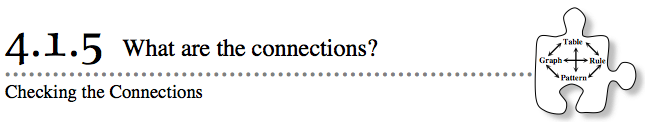 4.1.5 What are the connections?
Checking the Connections
Table
Graph Rule
Pattern